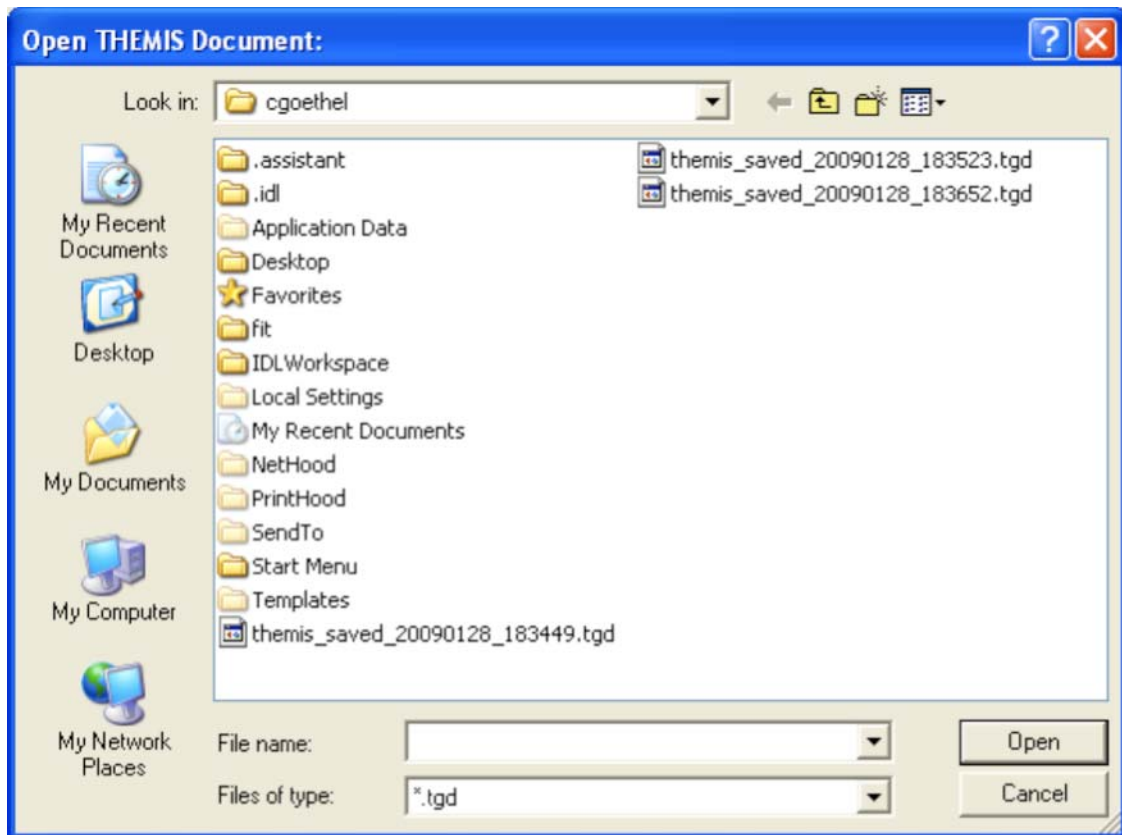 Open THEMIS Document:
Look in:
cgoethel
My Recent
Documents
Desktop
My Documents
My Computer
My Network
Places
.assistant
.idl
Application Data
Desktop
Favorites
fit
IDLWorkspace
Local Settings
My Recent Documents
NetHood
PrintHood
SendTo
Start Menu
Templates
themis_saved_20090128_183449.tgd
themis_saved_20090128_183523.tgd
themis_saved_20090128_183652.tgd
File name:
Open
Files of type:
*.tgd
Cancel